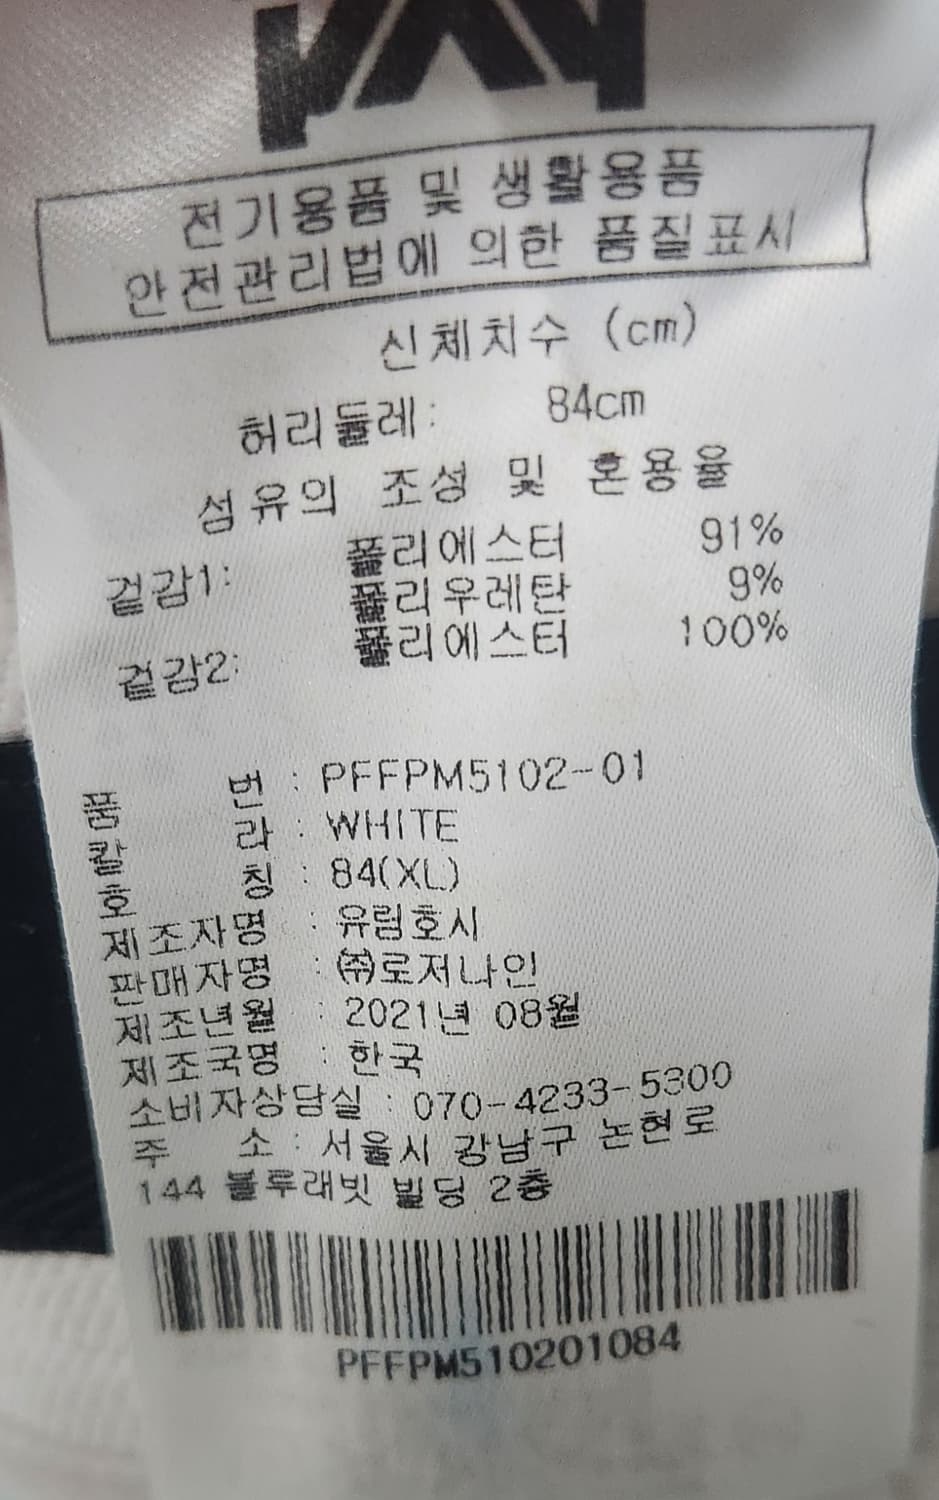 전기용품 및 생활용품
안전관리법에 의한 품질표시
신체치수 (cm)
허리둘레: 84cm
섬유의 조성 및 혼용율
겉감1: 폴리에스터 91%
폴리우레탄 9%
겉감2: 폴리에스터 100%
품 번 : PFFPM5102-01
칼 라 : WHITE
호 칭 : 84(XL)
제조자명 : 유림호시
판매자명 : ㈜로저나인
제조년월 : 2021년 08월
제조국명 : 한국
소비자상담실 : 070-4233-5300
주 소 : 서울시 강남구 논현로
144 블루래빗 빌딩 2층
PFFPM510201084